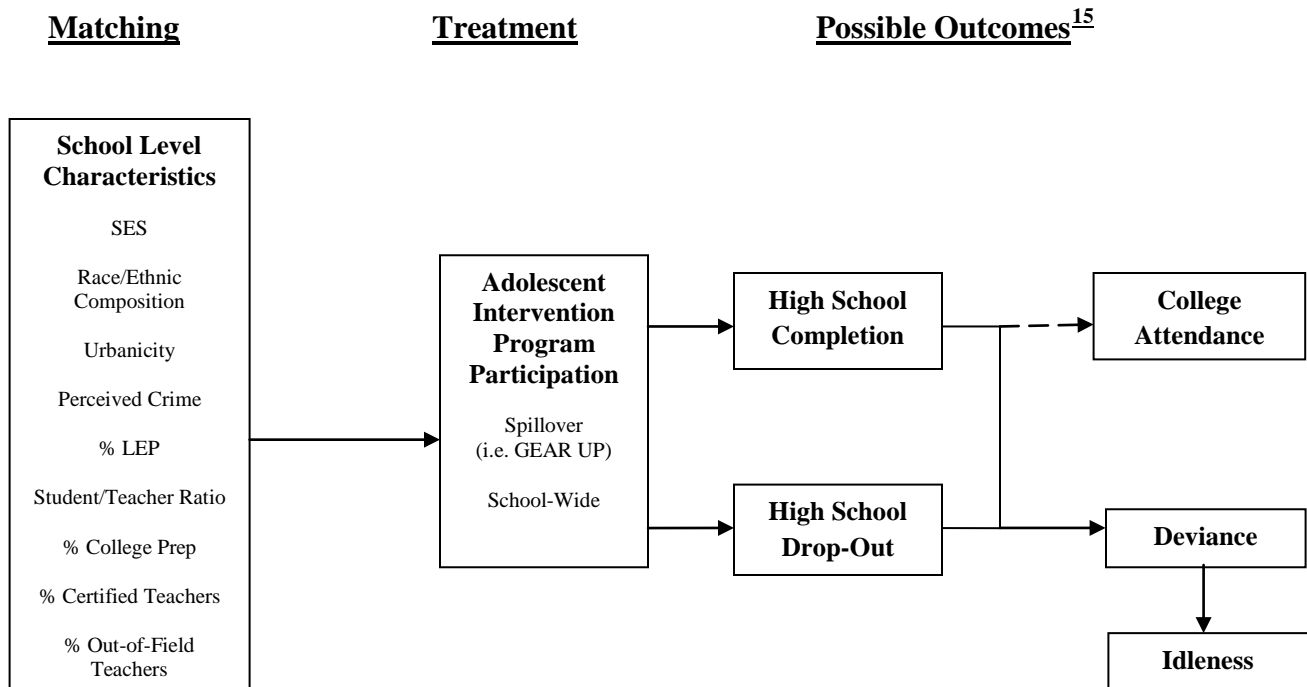 Matching
Treatment
Possible Outcomes15
School Level
Characteristics
SES
Race/Ethnic
Composition
Urbanicity
Perceived Crime
% LEP
Student/Teacher Ratio
% College Prep
% Certified Teachers
% Out-of-Field
Teachers
Adolescent
Intervention
Program
Participation
Spillover
(i.e. GEAR UP)
School-Wide
High School
Completion
High School
Drop-Out
College
Attendance
Deviance
Idleness